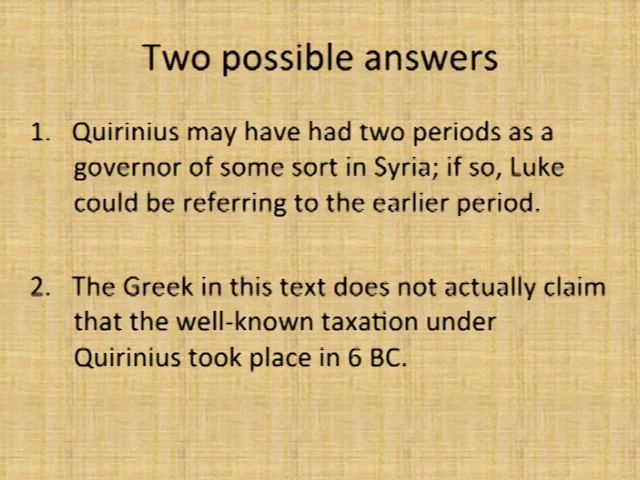 Two possible answers
1. Quirinius may have had two periods as a
governor of some sort in Syria; if so, Luke
could be referring to the earlier period.
2. The Greek in this text does not actually claim
that the well-known taxation under
Quirinius took place in 6 BC.